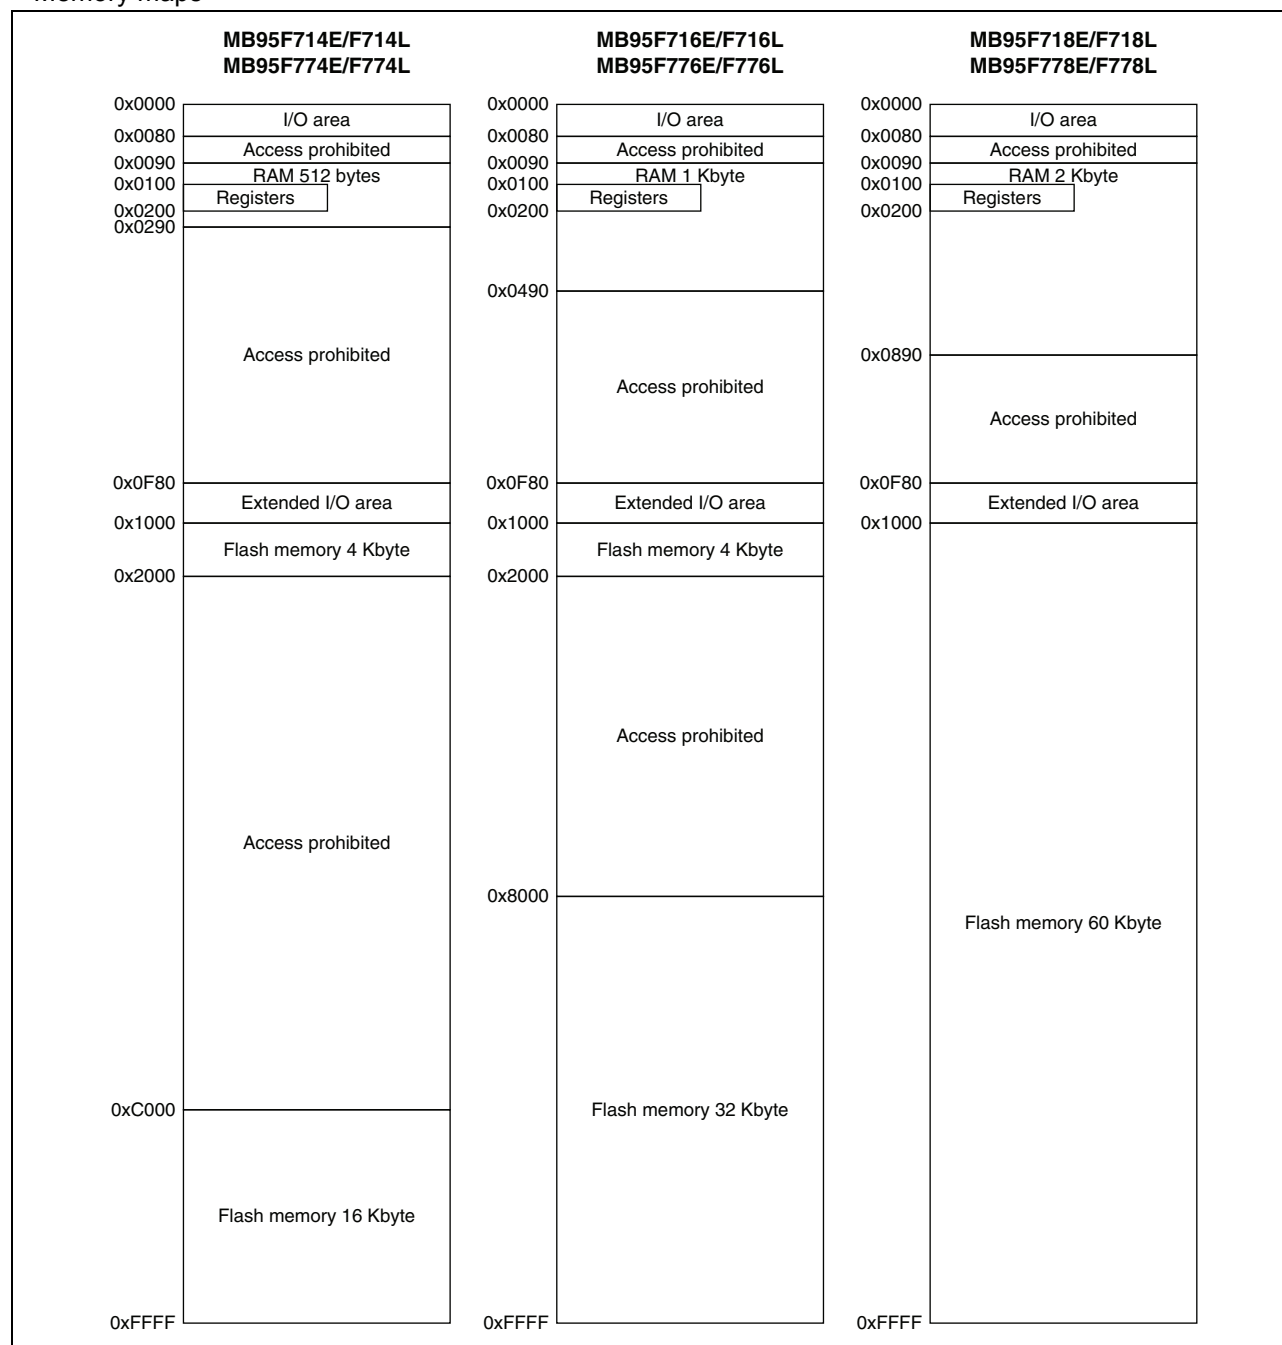 Memory maps
MB95F714E/F714L
MB95F774E/F774L
0x0000
I/O area
0x0080
Access prohibited
0x0090
RAM 512 bytes
0x0100
Registers
0x0200
0x0290
Access prohibited
0x0F80
Extended I/O area
0x1000
Flash memory 4 Kbyte
0x2000
Access prohibited
0xC000
Flash memory 16 Kbyte
0xFFFF
MB95F716E/F716L
MB95F776E/F776L
0x0000
I/O area
0x0080
Access prohibited
0x0090
RAM 1 Kbyte
0x0100
Registers
0x0200
0x0490
Access prohibited
0x0F80
Extended I/O area
0x1000
Flash memory 4 Kbyte
0x2000
Access prohibited
0x8000
Flash memory 32 Kbyte
0xFFFF
MB95F718E/F718L
MB95F778E/F778L
0x0000
I/O area
0x0080
Access prohibited
0x0090
RAM 2 Kbyte
0x0100
Registers
0x0200
0x0890
Access prohibited
0x0F80
Extended I/O area
0x1000
Flash memory 60 Kbyte
0xFFFF